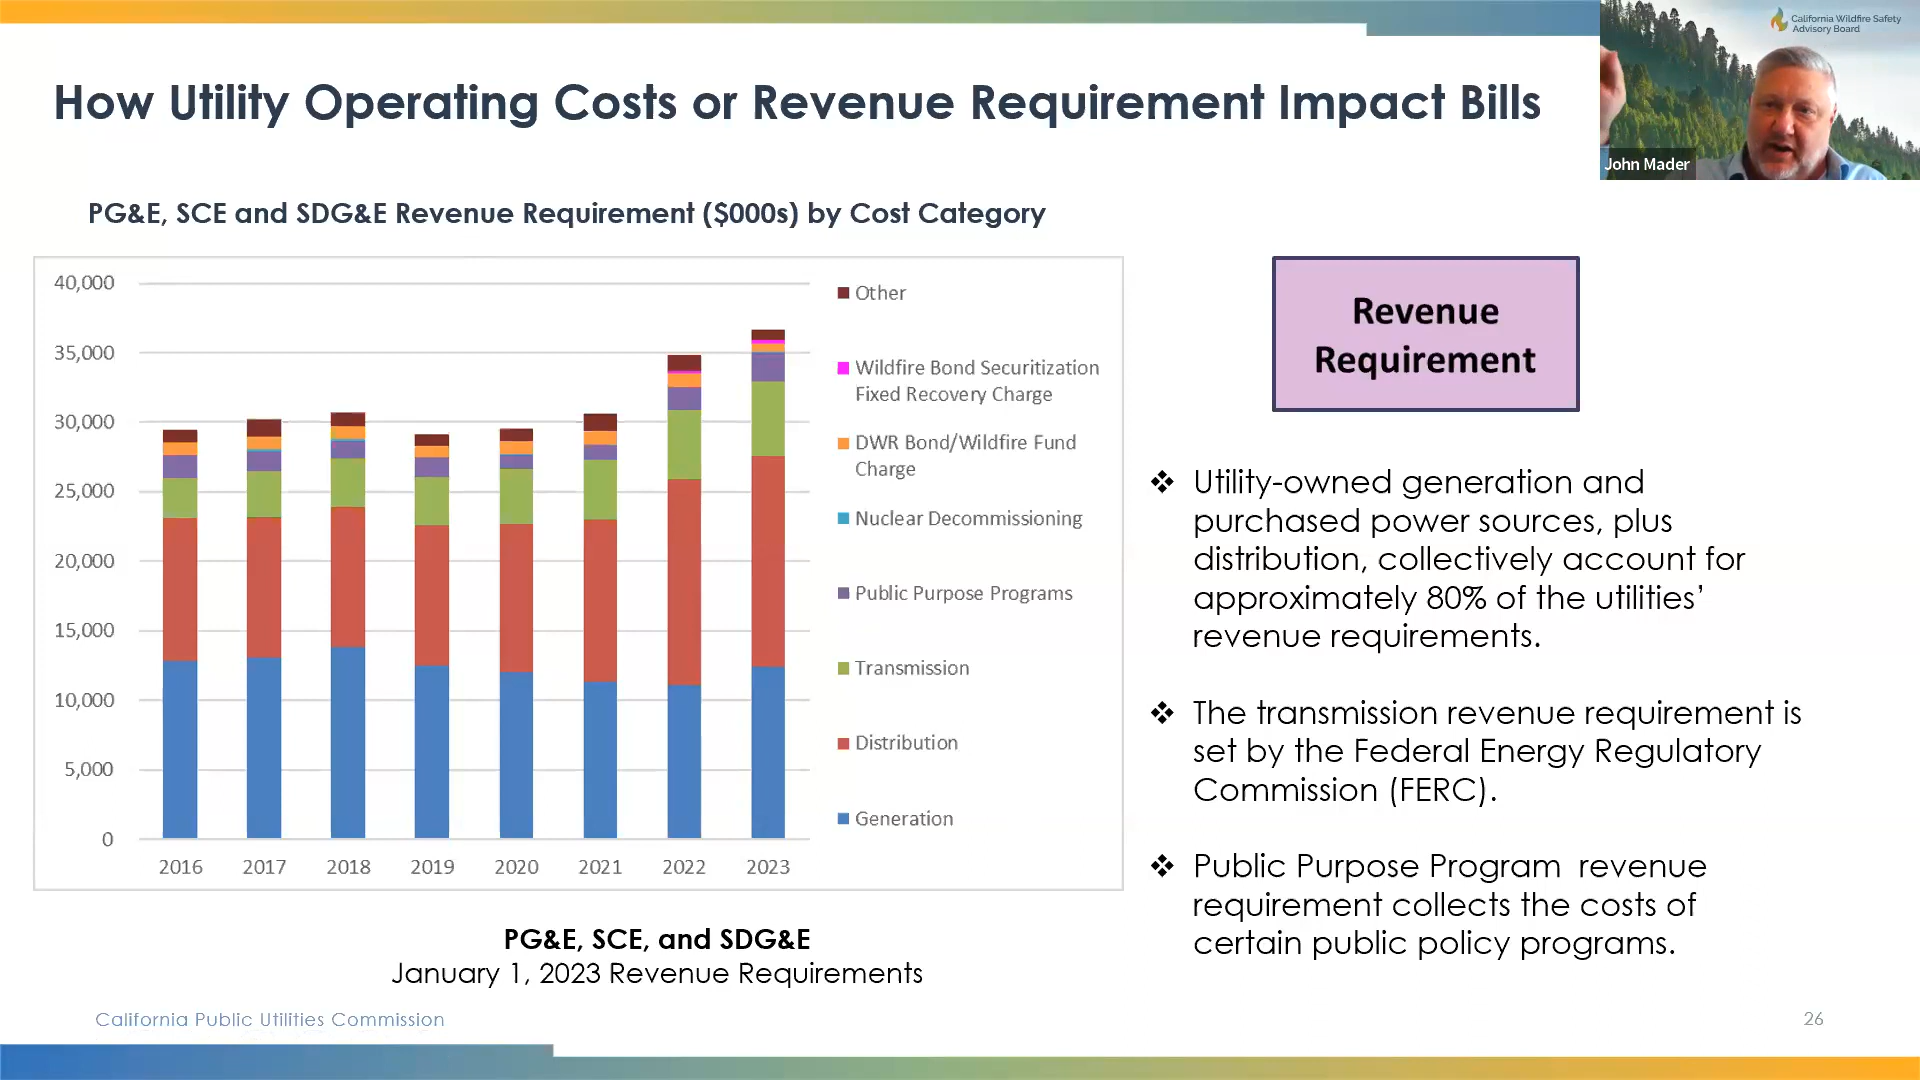 California Wildfire Safety
Advisory Board
John Mader
How Utility Operating Costs or Revenue Requirement Impact Bills
PG&E, SCE and SDG&E Revenue Requirement ($000s) by Cost Category
40,000
35,000
30,000
25,000
20,000
15,000
10,000
5,000
0
2016 2017 2018 2019 2020 2021 2022 2023
Other
Wildfire Bond Securitization
Fixed Recovery Charge
DWR Bond/Wildfire Fund
Charge
Nuclear Decommissioning
Public Purpose Programs
Transmission
Distribution
Generation
PG&E, SCE, and SDG&E
January 1, 2023 Revenue Requirements
Revenue
Requirement
❖ Utility-owned generation and
purchased power sources, plus
distribution, collectively account for
approximately 80% of the utilities’
revenue requirements.
❖ The transmission revenue requirement is
set by the Federal Energy Regulatory
Commission (FERC).
❖ Public Purpose Program revenue
requirement collects the costs of
certain public policy programs.
California Public Utilities Commission
26